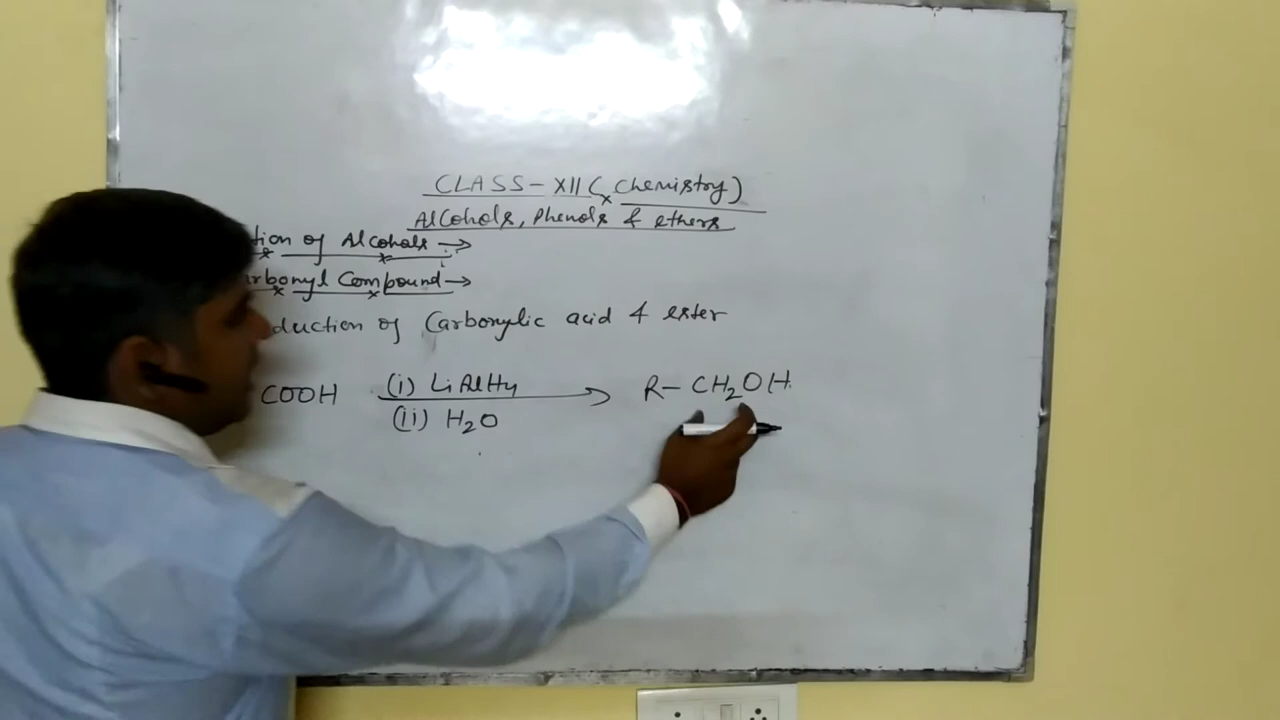 CLASS-XII (Chemistry)
Alcohols, Phenols & ethers
tion of Alcohols →
rbonyl Compound →
duction of Carboxylic acid & ester
COOH (i) LiAlH4 → R-CH2OH
(ii) H2O